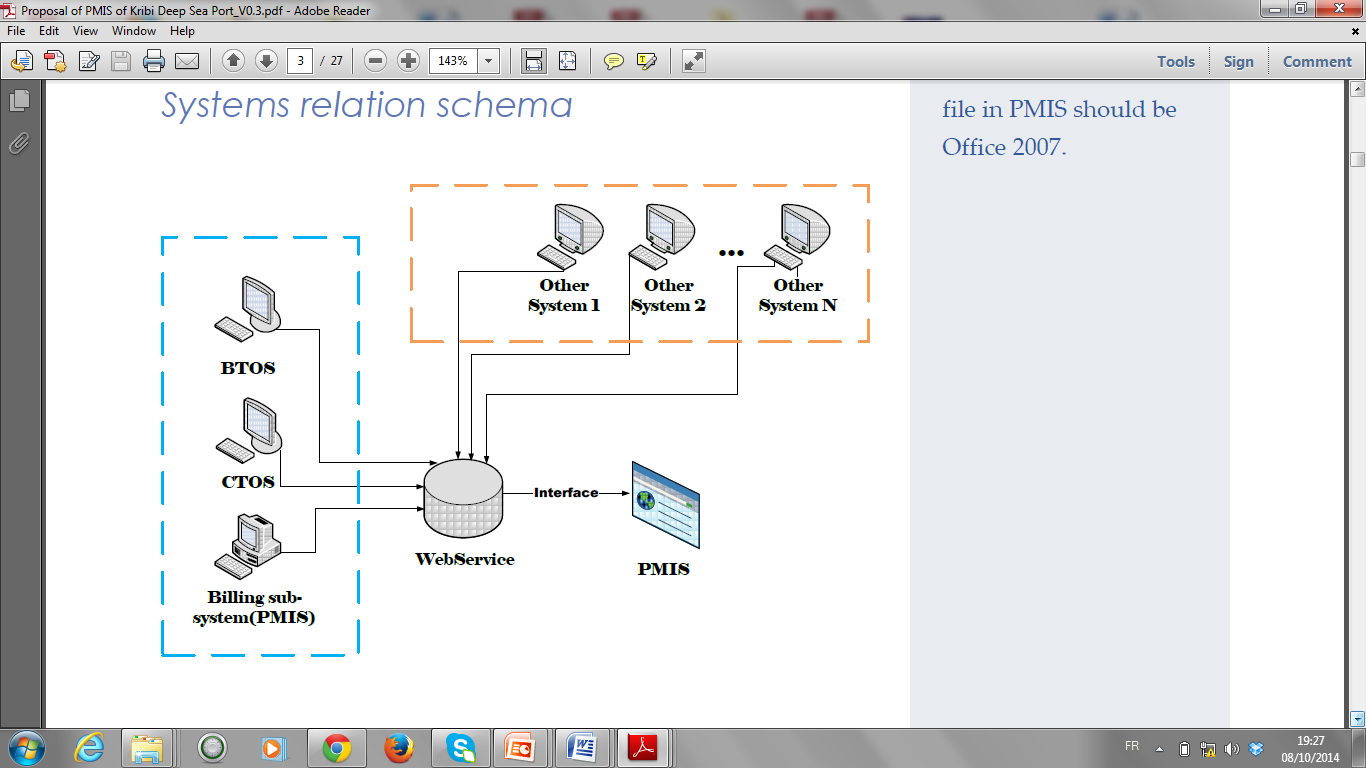 Proposal of PMIS of Kribi Deep Sea Port_V0.3.pdf - Adobe Reader
File Edit View Window Help
3 / 27
143%
Tools Sign Comment
Systems relation schema
file in PMIS should be
Office 2007.
Other
System 1
Other
System 2
...
Other
System N
BTOS
CTOS
Billing sub-
system(PMIS)
WebService
Interface
PMIS
FR
19:27
08/10/2014